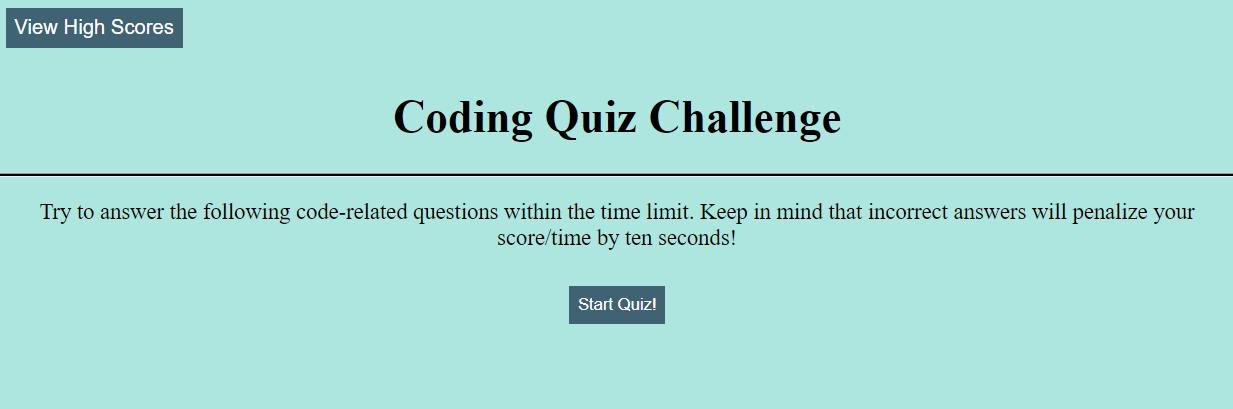 View High Scores
Coding Quiz Challenge
Try to answer the following code-related questions within the time limit. Keep in mind that incorrect answers will penalize your
score/time by ten seconds!
Start Quiz!